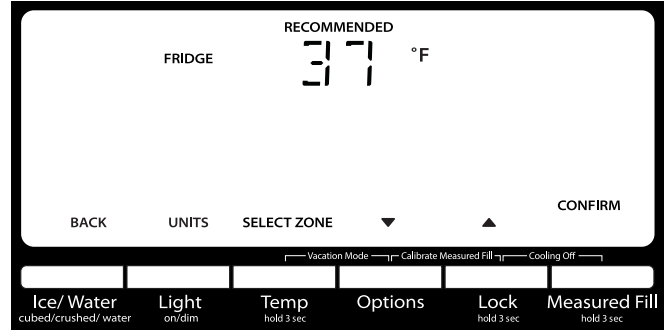 RECOMMENDED
FRIDGE 37 °F
CONFIRM
BACK UNITS SELECT ZONE ▼ ▲
Vacation Mode Calibrate Measured Fill Cooling Off
Ice/ Water Light Temp Options Lock Measured Fill
cubed/crushed/ water on/dim hold 3 sec hold 3 sec hold 3 sec